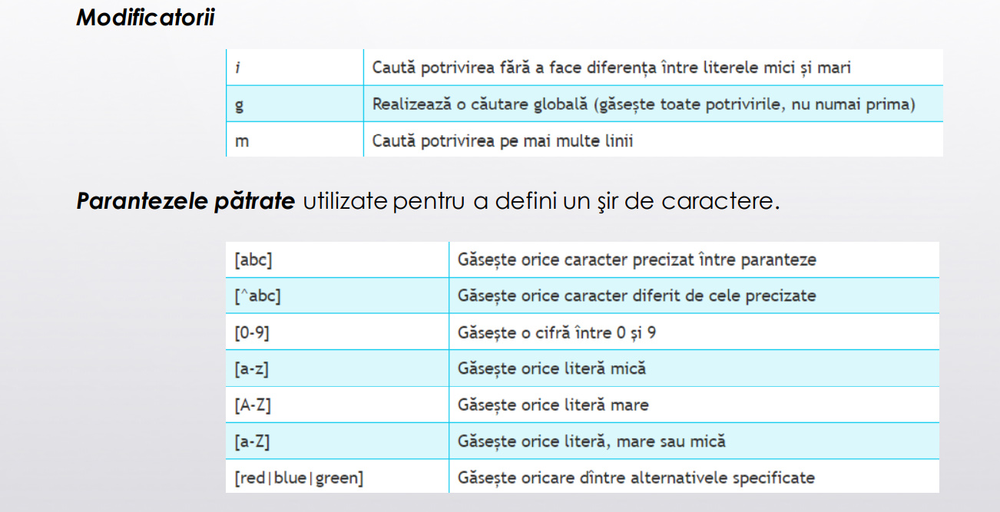 Modificatorii
i Caută potrivirea fără a face diferența între literele mici și mari
g Realizează o căutare globală (găsește toate potrivirile, nu numai prima)
m Caută potrivirea pe mai multe linii
Parantezele pătrate utilizate pentru a defini un şir de caractere.
[abc] Găsește orice caracter precizat între paranteze
[^abc] Găsește orice caracter diferit de cele precizate
[0-9] Găsește o cifră între 0 și 9
[a-z] Găsește orice literă mică
[A-Z] Găsește orice literă mare
[a-Z] Găsește orice literă, mare sau mică
[red|blue|green] Găsește oricare dîntre alternativele specificate